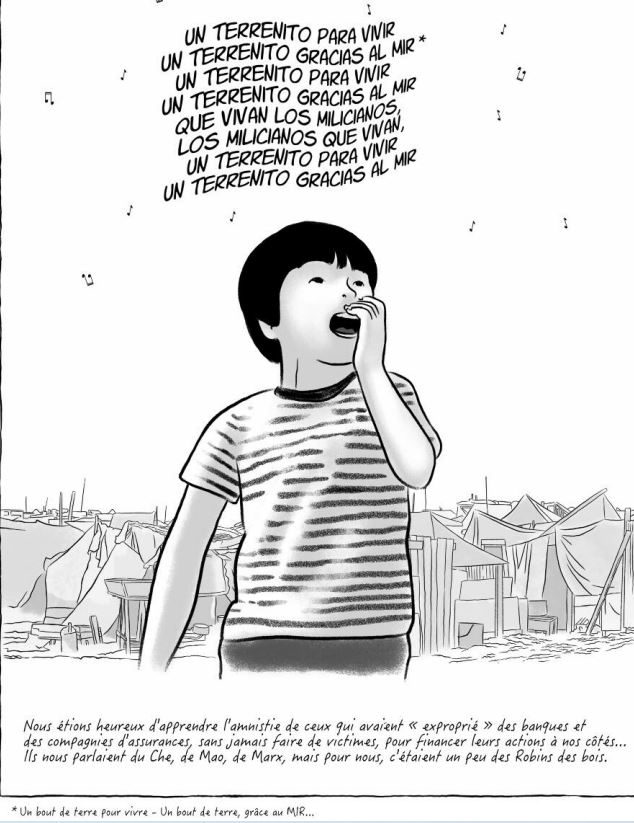 UN TERRENITO PARA VIVIR
UN TERRENITO GRACIAS AL MIR *
UN TERRENITO PARA VIVIR
UN TERRENITO GRACIAS AL MIR
QUE VIVAN LOS MILICIANOS,
LOS MILICIANOS QUE VIVAN,
UN TERRENITO PARA VIVIR
UN TERRENITO GRACIAS AL MIR
Nous étions heureux d'apprendre l'amnistie de ceux qui avaient « exproprié » des banques et
des compagnies d'assurances, sans jamais faire de victimes, pour financer leurs actions à nos côtés...
Ils nous parlaient du Che, de Mao, de Marx, mais pour nous, c'étaient un peu des Robins des bois.
* Un bout de terre pour vivre - Un bout de terre, grâce au MIR...